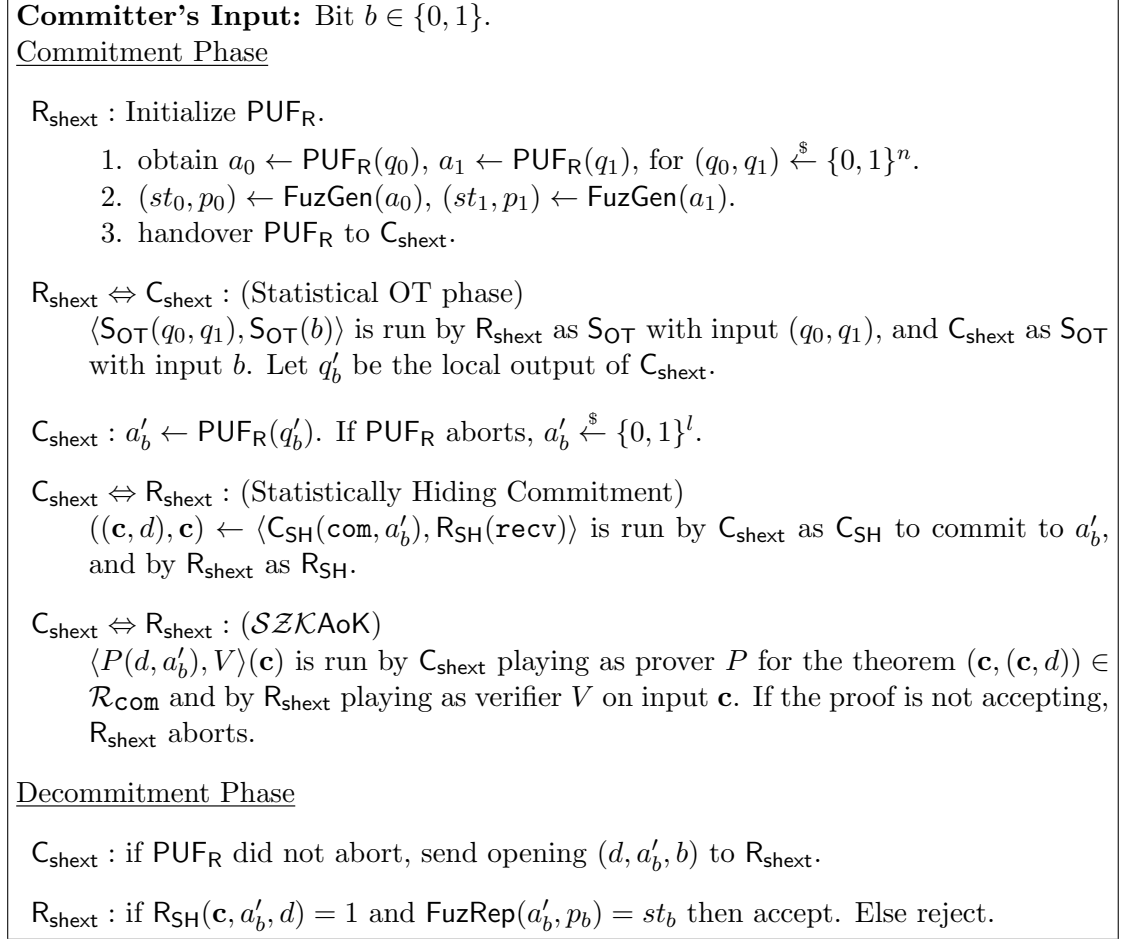 Committer's Input: Bit b ∈ {0, 1}.
Commitment Phase
R_shext : Initialize PUF_R.
1. obtain a_0 ← PUF_R(q_0), a_1 ← PUF_R(q_1), for (q_0, q_1) ←$ {0, 1}^n.
2. (st_0, p_0) ← FuzGen(a_0), (st_1, p_1) ← FuzGen(a_1).
3. handover PUF_R to C_shext.
R_shext ⇔ C_shext : (Statistical OT phase)
⟨S_OT(q_0, q_1), S_OT(b)⟩ is run by R_shext as S_OT with input (q_0, q_1), and C_shext as S_OT
with input b. Let q'_b be the local output of C_shext.
C_shext : a'_b ← PUF_R(q'_b). If PUF_R aborts, a'_b ←$ {0, 1}^l.
C_shext ⇔ R_shext : (Statistically Hiding Commitment)
((c, d), c) ← ⟨C_SH(com, a'_b), R_SH(recv)⟩ is run by C_shext as C_SH to commit to a'_b,
and by R_shext as R_SH.
C_shext ⇔ R_shext : (SZKAoK)
⟨P(d, a'_b), V⟩(c) is run by C_shext playing as prover P for the theorem (c, (c, d)) ∈
R_com and by R_shext playing as verifier V on input c. If the proof is not accepting,
R_shext aborts.
Decommitment Phase
C_shext : if PUF_R did not abort, send opening (d, a'_b, b) to R_shext.
R_shext : if R_SH(c, a'_b, d) = 1 and FuzRep(a'_b, p_b) = st_b then accept. Else reject.